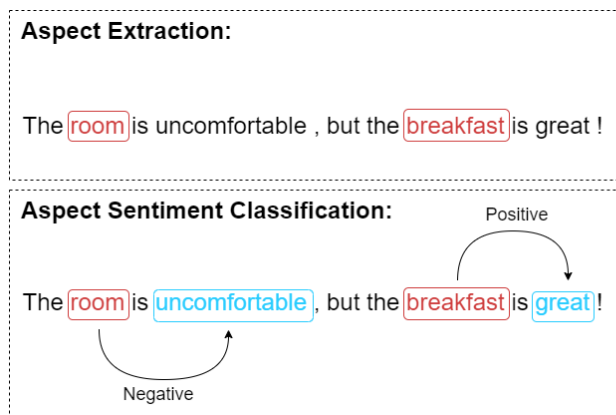 Aspect Extraction:
The room is uncomfortable , but the breakfast is great !
Aspect Sentiment Classification:
Positive
The room is uncomfortable , but the breakfast is great !
Negative